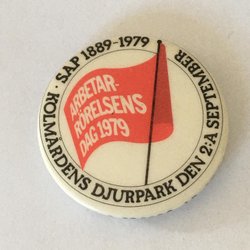 · SAP 1889-1979 ·
ARBETAR-
RÖRELSENS
DAG 1979
KOLMÅRDENS DJURPARK DEN 2:A SEPTEMBER